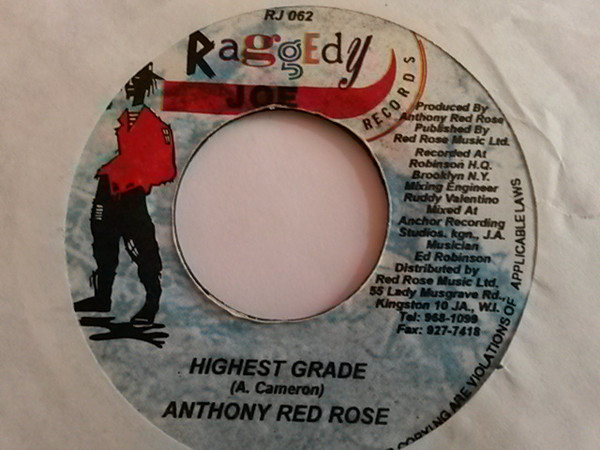 RJ 062
RaggEdy
JOE
RECORDS
Produced By
Anthony Red Rose
Published By
Red Rose Music Ltd.
Recorded At
Robinson H.Q.
Brooklyn N.Y.
Mixing Engineer
Ruddy Valentino
Mixed At
Anchor Recording
Studios. kgn., J.A.
Musician
Ed Robinson
Distributed by
Red Rose Music Ltd.
55 Lady Musgrave Rd.,
Kingston 10 JA., W.I.
Tel: 968-1099
Fax: 927-7418
COPYING ARE VIOLATIONS OF APPLICABLE LAWS
HIGHEST GRADE
(A. Cameron)
ANTHONY RED ROSE